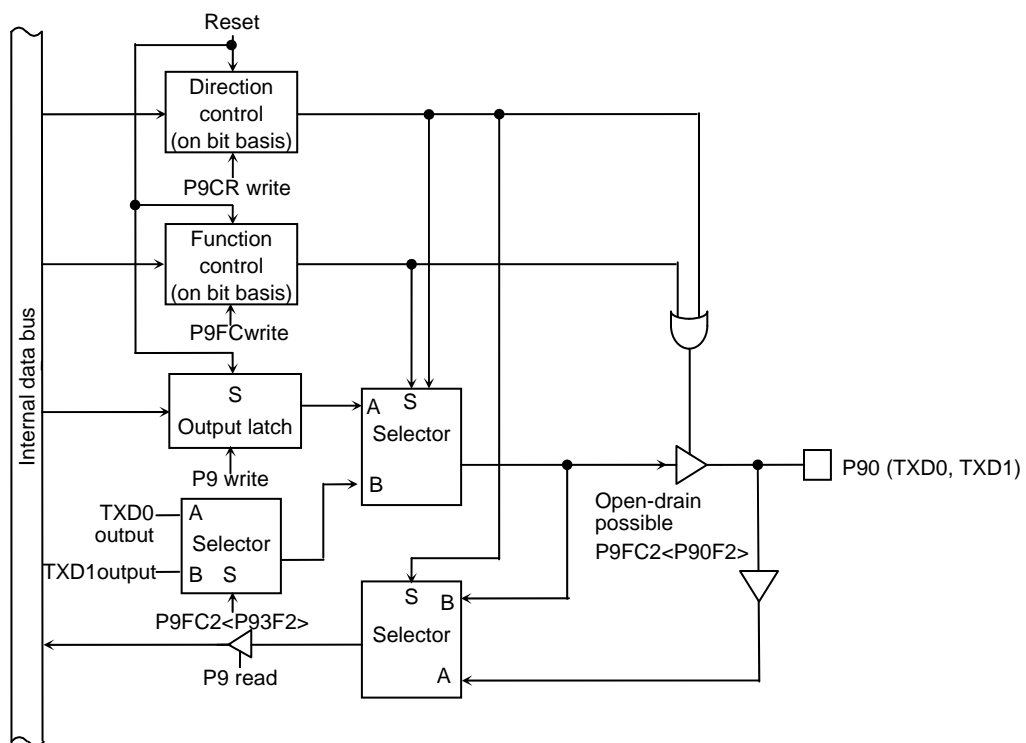 Reset
Direction
control
(on bit basis)
P9CR write
Function
control
(on bit basis)
P9FCwrite
Internal data bus
S
Output latch
P9 write
A S
Selector
B
TXD0
output
A
Selector
TXD1output
B S
P9FC2<P93F2>
P9 read
S B
Selector
A
Open-drain
possible
P9FC2<P90F2>
P90 (TXD0, TXD1)